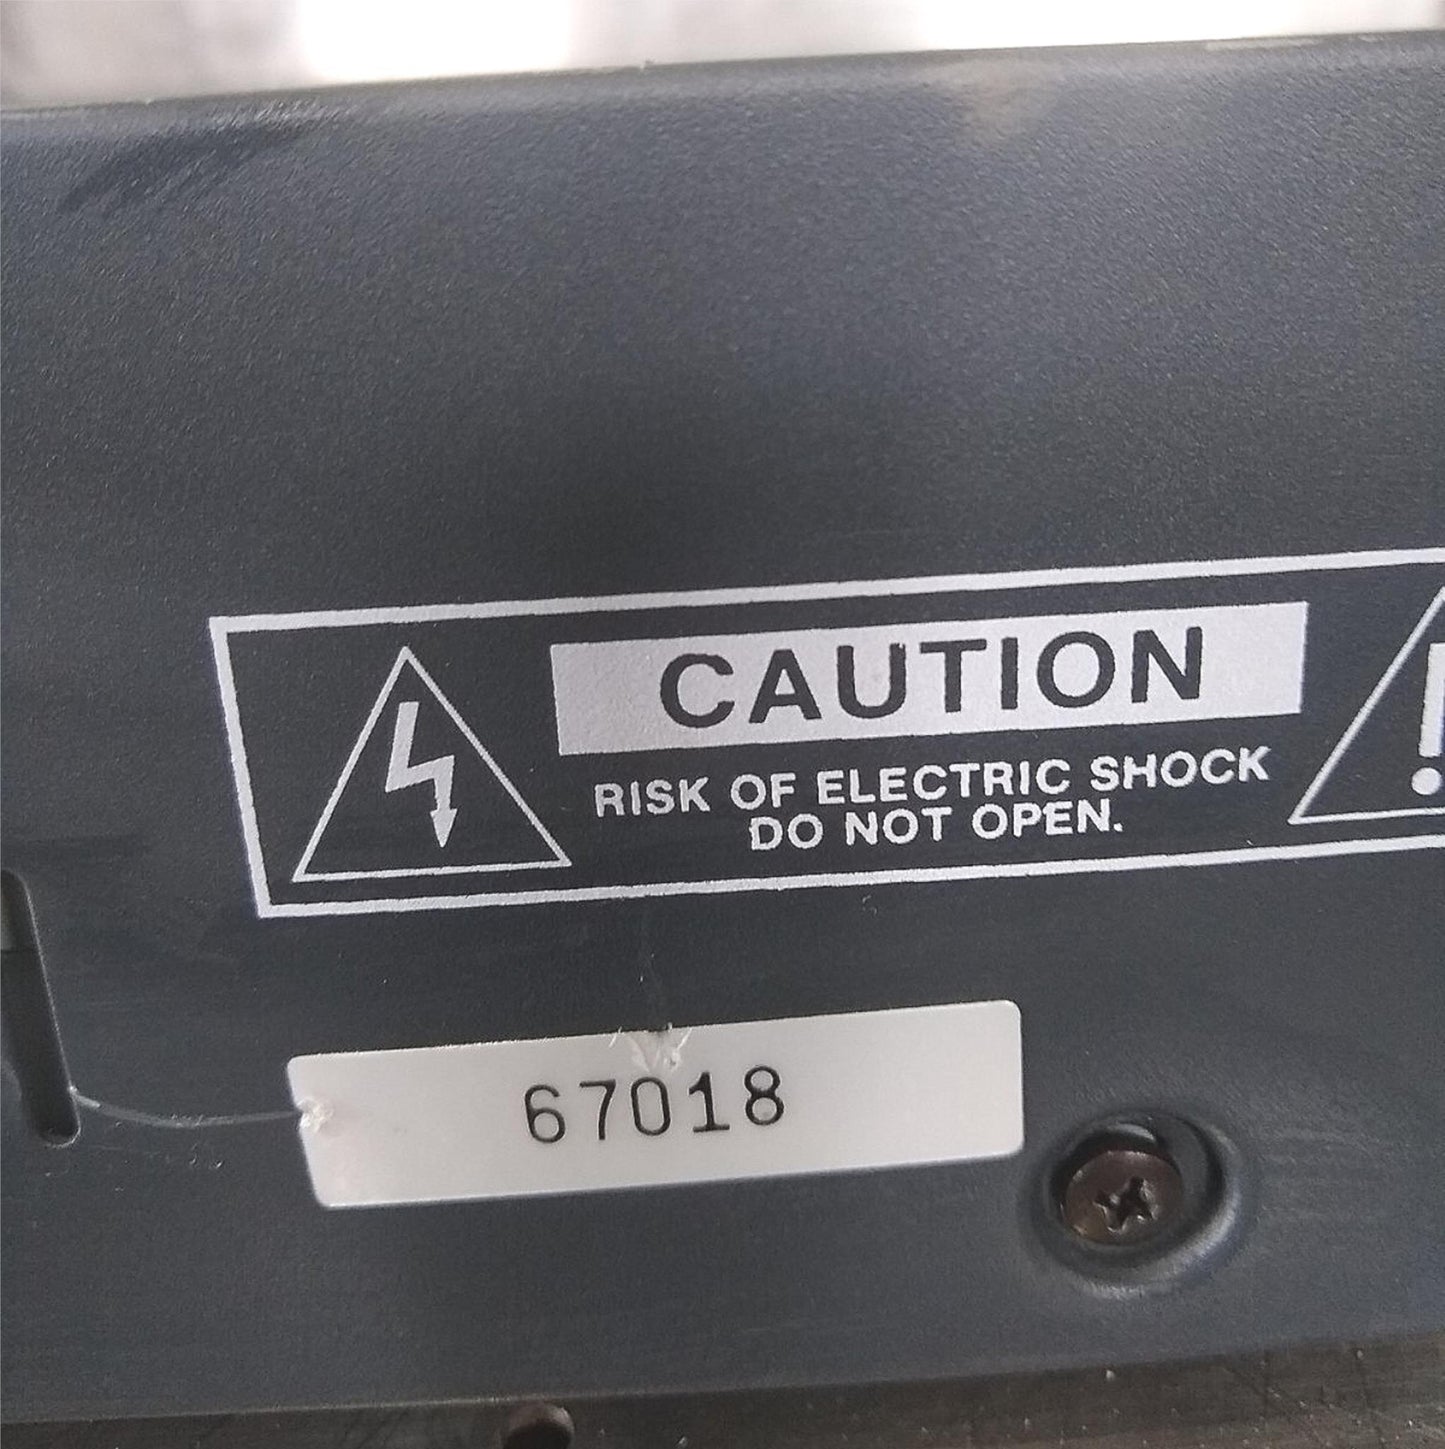 CAUTION
RISK OF ELECTRIC SHOCK
DO NOT OPEN.
!
67018